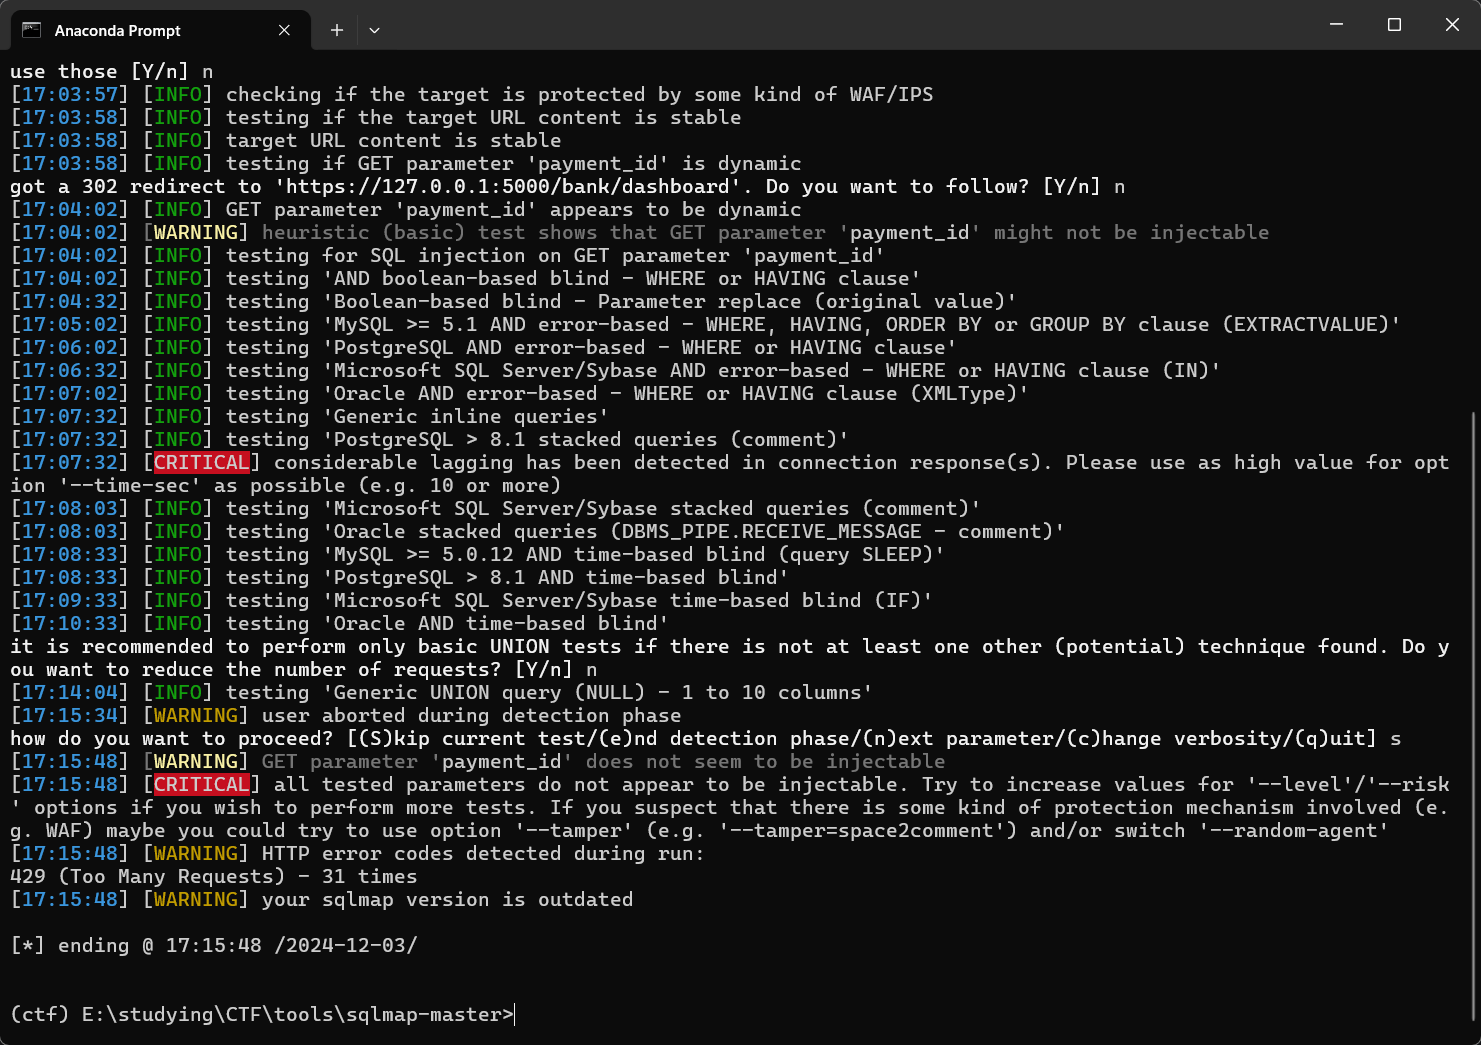 Anaconda Prompt
use those [Y/n] n
[17:03:57] [INFO] checking if the target is protected by some kind of WAF/IPS
[17:03:58] [INFO] testing if the target URL content is stable
[17:03:58] [INFO] target URL content is stable
[17:03:58] [INFO] testing if GET parameter 'payment_id' is dynamic
got a 302 redirect to 'https://127.0.0.1:5000/bank/dashboard'. Do you want to follow? [Y/n] n
[17:04:02] [INFO] GET parameter 'payment_id' appears to be dynamic
[17:04:02] [WARNING] heuristic (basic) test shows that GET parameter 'payment_id' might not be injectable
[17:04:02] [INFO] testing for SQL injection on GET parameter 'payment_id'
[17:04:02] [INFO] testing 'AND boolean-based blind - WHERE or HAVING clause'
[17:04:32] [INFO] testing 'Boolean-based blind - Parameter replace (original value)'
[17:05:02] [INFO] testing 'MySQL >= 5.1 AND error-based - WHERE, HAVING, ORDER BY or GROUP BY clause (EXTRACTVALUE)'
[17:06:02] [INFO] testing 'PostgreSQL AND error-based - WHERE or HAVING clause'
[17:06:32] [INFO] testing 'Microsoft SQL Server/Sybase AND error-based - WHERE or HAVING clause (IN)'
[17:07:02] [INFO] testing 'Oracle AND error-based - WHERE or HAVING clause (XMLType)'
[17:07:32] [INFO] testing 'Generic inline queries'
[17:07:32] [INFO] testing 'PostgreSQL > 8.1 stacked queries (comment)'
[17:07:32] [CRITICAL] considerable lagging has been detected in connection response(s). Please use as high value for opt
ion '--time-sec' as possible (e.g. 10 or more)
[17:08:03] [INFO] testing 'Microsoft SQL Server/Sybase stacked queries (comment)'
[17:08:03] [INFO] testing 'Oracle stacked queries (DBMS_PIPE.RECEIVE_MESSAGE - comment)'
[17:08:33] [INFO] testing 'MySQL >= 5.0.12 AND time-based blind (query SLEEP)'
[17:08:33] [INFO] testing 'PostgreSQL > 8.1 AND time-based blind'
[17:09:33] [INFO] testing 'Microsoft SQL Server/Sybase time-based blind (IF)'
[17:10:33] [INFO] testing 'Oracle AND time-based blind'
it is recommended to perform only basic UNION tests if there is not at least one other (potential) technique found. Do y
ou want to reduce the number of requests? [Y/n] n
[17:14:04] [INFO] testing 'Generic UNION query (NULL) - 1 to 10 columns'
[17:15:34] [WARNING] user aborted during detection phase
how do you want to proceed? [(S)kip current test/(e)nd detection phase/(n)ext parameter/(c)hange verbosity/(q)uit] s
[17:15:48] [WARNING] GET parameter 'payment_id' does not seem to be injectable
[17:15:48] [CRITICAL] all tested parameters do not appear to be injectable. Try to increase values for '--level'/'--risk
' options if you wish to perform more tests. If you suspect that there is some kind of protection mechanism involved (e.
g. WAF) maybe you could try to use option '--tamper' (e.g. '--tamper=space2comment') and/or switch '--random-agent'
[17:15:48] [WARNING] HTTP error codes detected during run:
429 (Too Many Requests) - 31 times
[17:15:48] [WARNING] your sqlmap version is outdated
[*] ending @ 17:15:48 /2024-12-03/
(ctf) E:\studying\CTF\tools\sqlmap-master>